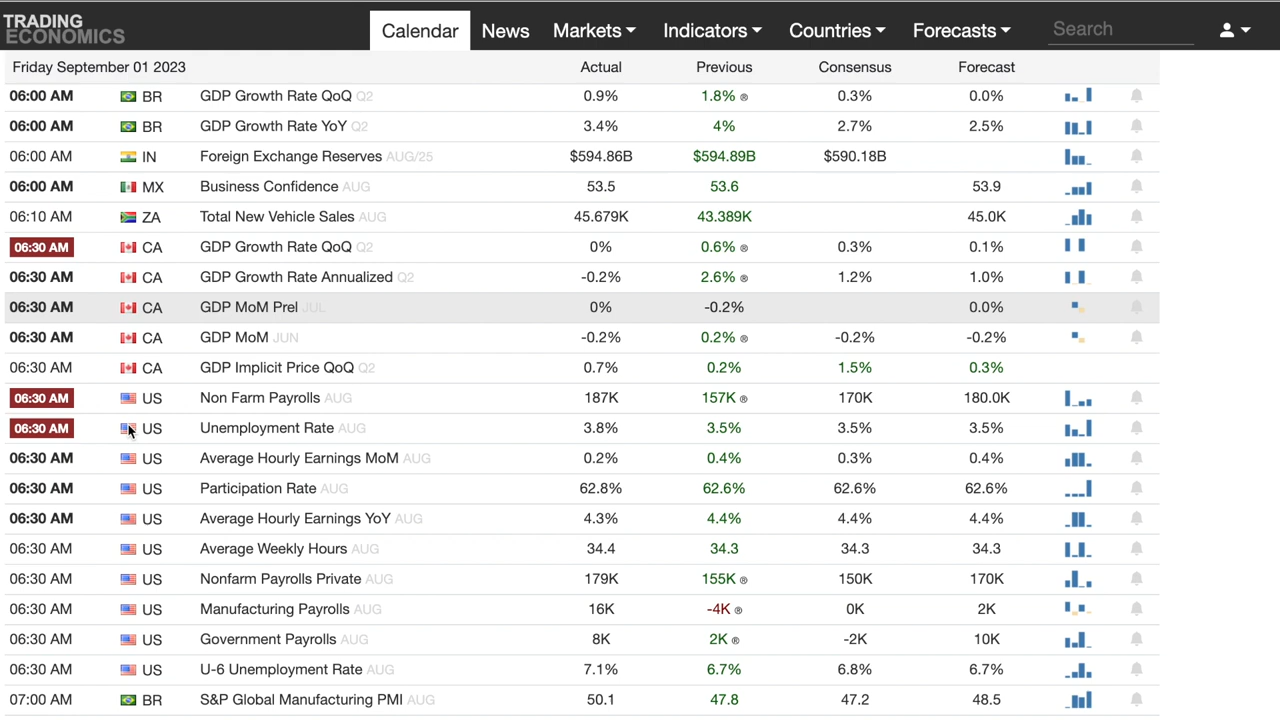 TRADING
ECONOMICS
Calendar News Markets Indicators Countries Forecasts Search
Friday September 01 2023 Actual Previous Consensus Forecast
06:00 AM BR GDP Growth Rate QoQ Q2 0.9% 1.8% ® 0.3% 0.0%
06:00 AM BR GDP Growth Rate YoY Q2 3.4% 4% 2.7% 2.5%
06:00 AM IN Foreign Exchange Reserves AUG/25 $594.86B $594.89B $590.18B
06:00 AM MX Business Confidence AUG 53.5 53.6 53.9
06:10 AM ZA Total New Vehicle Sales AUG 45.679K 43.389K 45.0K
06:30 AM CA GDP Growth Rate QoQ Q2 0% 0.6% ® 0.3% 0.1%
06:30 AM CA GDP Growth Rate Annualized Q2 -0.2% 2.6% ® 1.2% 1.0%
06:30 AM CA GDP MoM Prel JUL 0% -0.2% 0.0%
06:30 AM CA GDP MoM JUN -0.2% 0.2% ® -0.2% -0.2%
06:30 AM CA GDP Implicit Price QoQ Q2 0.7% 0.2% 1.5% 0.3%
06:30 AM US Non Farm Payrolls AUG 187K 157K ® 170K 180.0K
06:30 AM US Unemployment Rate AUG 3.8% 3.5% 3.5% 3.5%
06:30 AM US Average Hourly Earnings MoM AUG 0.2% 0.4% 0.3% 0.4%
06:30 AM US Participation Rate AUG 62.8% 62.6% 62.6% 62.6%
06:30 AM US Average Hourly Earnings YoY AUG 4.3% 4.4% 4.4% 4.4%
06:30 AM US Average Weekly Hours AUG 34.4 34.3 34.3 34.3
06:30 AM US Nonfarm Payrolls Private AUG 179K 155K ® 150K 170K
06:30 AM US Manufacturing Payrolls AUG 16K -4K ® 0K 2K
06:30 AM US Government Payrolls AUG 8K 2K ® -2K 10K
06:30 AM US U-6 Unemployment Rate AUG 7.1% 6.7% 6.8% 6.7%
07:00 AM BR S&P Global Manufacturing PMI AUG 50.1 47.8 47.2 48.5